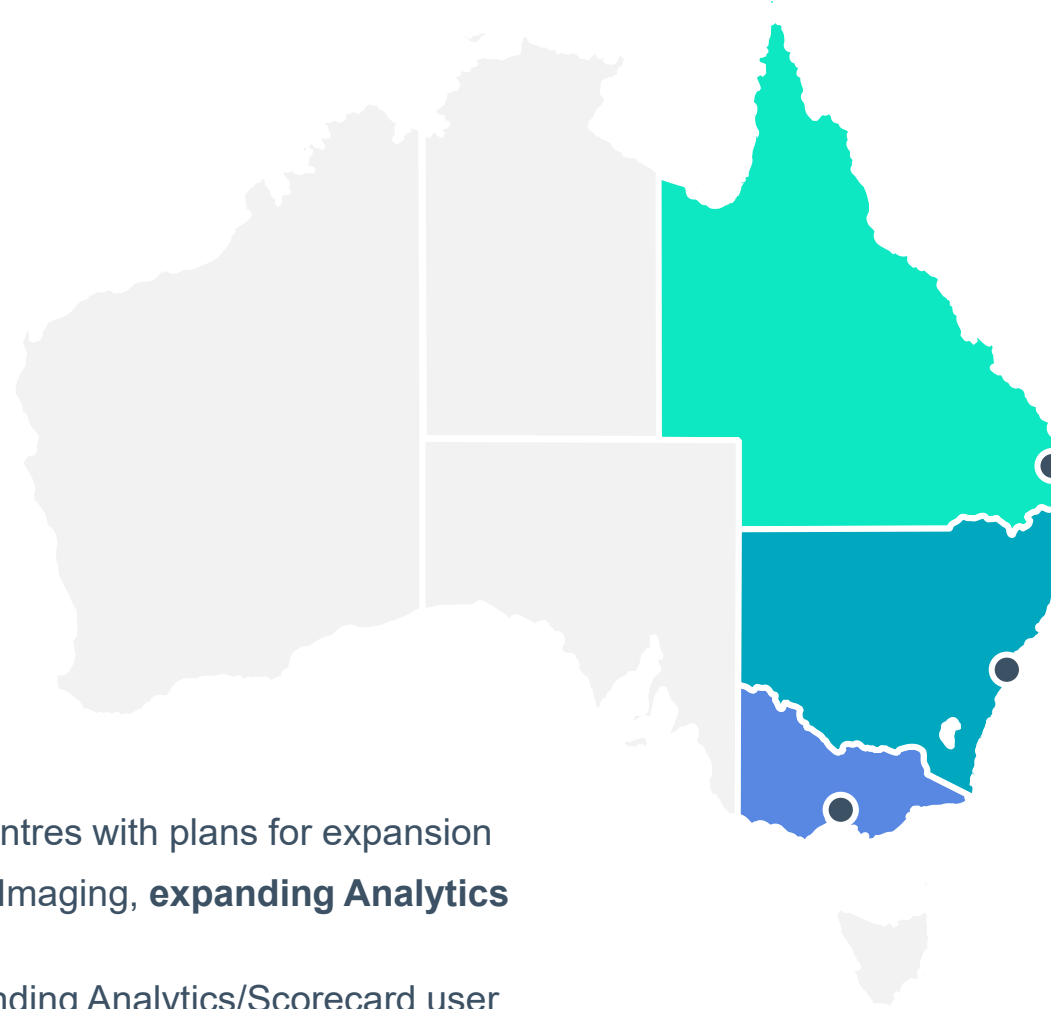 ntres with plans for expansion
Imaging, expanding Analytics
nding Analytics/Scorecard user